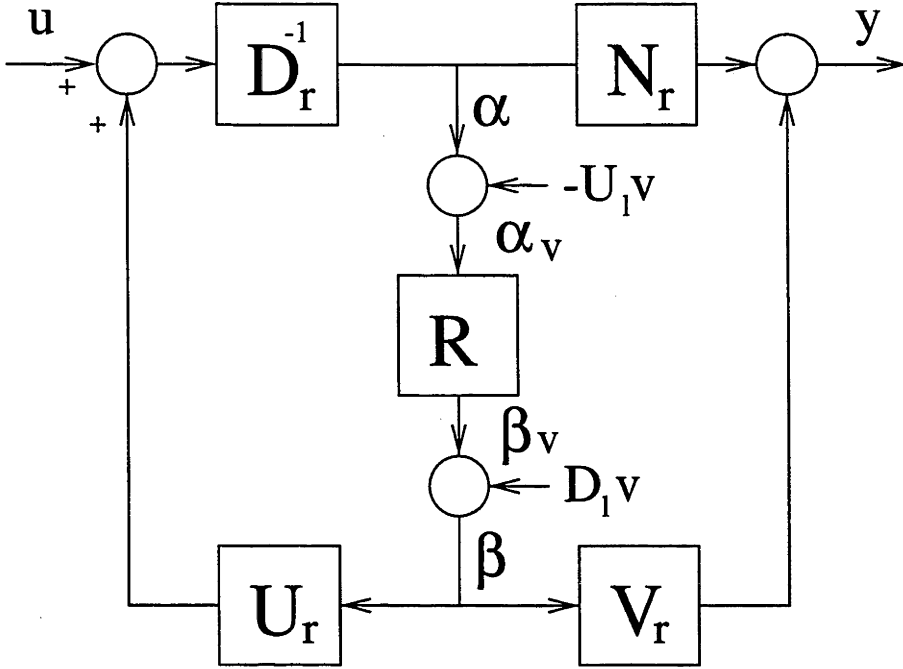 u
y
D_r^-1
N_r
+
+
α
-U_l v
α_v
R
β_v
D_l v
β
U_r
V_r